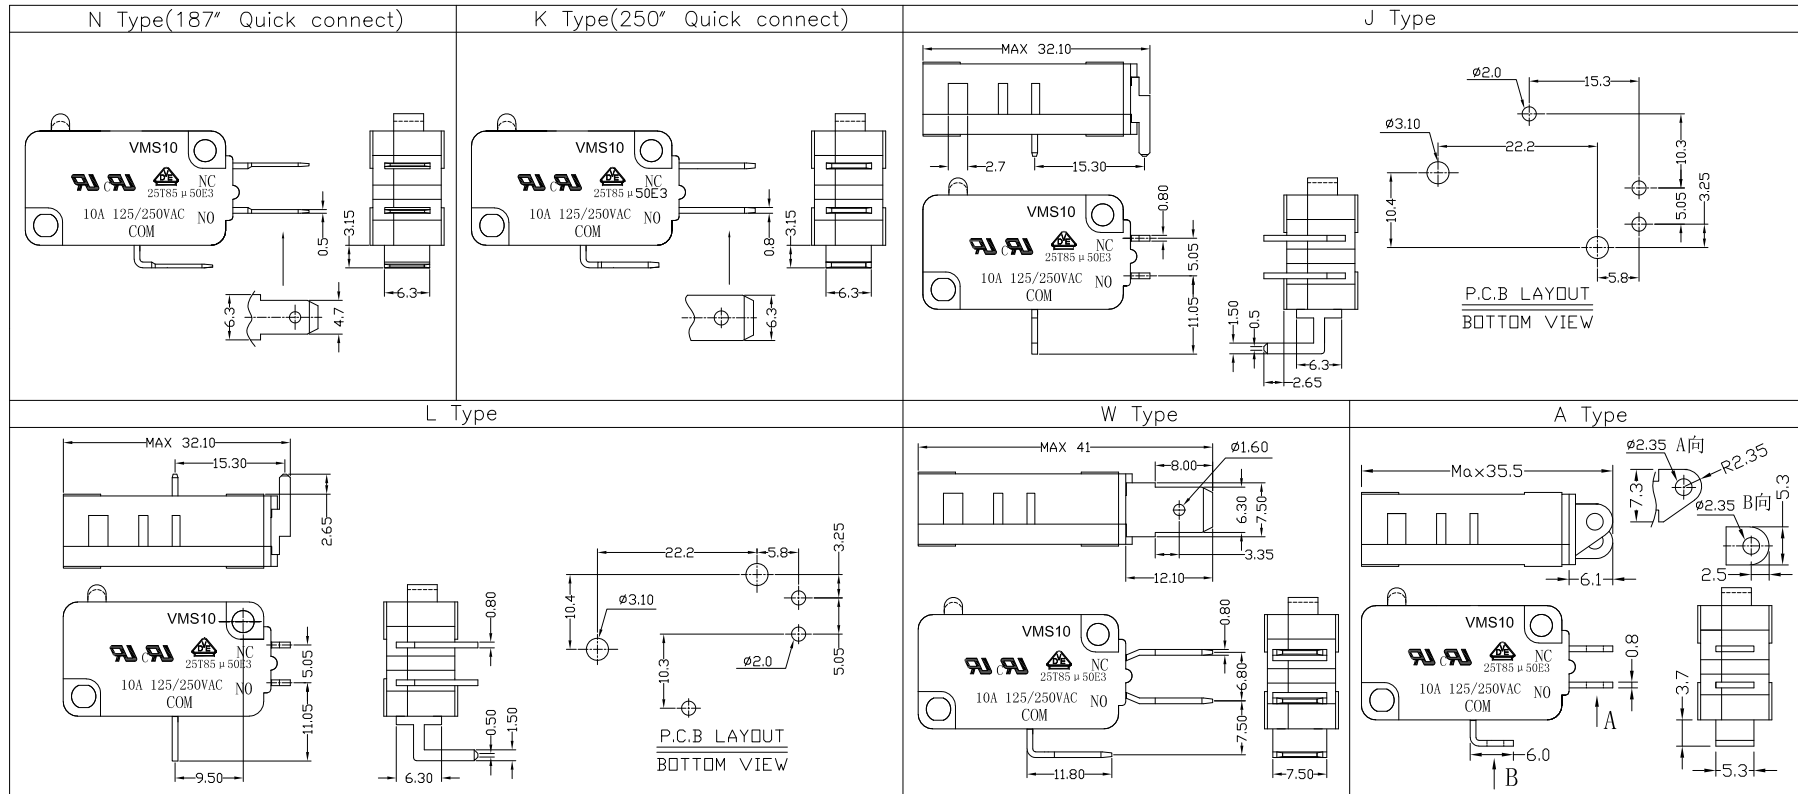 N Type(187″ Quick connect)
VMS10
NC
25T85 μ 50E3
10A 125/250VAC
NO
COM
0.5
3.15
6.3
6.3
4.7
K Type(250″ Quick connect)
VMS10
NC
25T85 μ 50E3
10A 125/250VAC
NO
COM
0.8
3.15
6.3
6.3
J Type
MAX 32.10
2.7
15.30
VMS10
NC
25T85 μ 50E3
10A 125/250VAC
NO
COM
0.80
5.05
11.05
1.50
0.5
6.3
2.65
ø2.0
15.3
ø3.10
22.2
10.3
10.4
5.05
3.25
5.8
P.C.B LAYOUT
BOTTOM VIEW
L Type
MAX 32.10
15.30
2.65
VMS10
NC
25T85 μ 50E3
10A 125/250VAC
NO
COM
5.05
11.05
9.50
0.80
0.50
1.50
6.30
22.2
5.8
3.25
10.4
ø3.10
10.3
ø2.0
5.05
P.C.B LAYOUT
BOTTOM VIEW
W Type
MAX 41
8.00
ø1.60
6.30
7.50
3.35
12.10
VMS10
NC
25T85 μ 50E3
10A 125/250VAC
NO
COM
0.80
6.80
7.50
11.80
7.50
A Type
Max35.5
6.1
ø2.35
A向
R2.35
7.3
ø2.35
B向
5.3
2.5
VMS10
NC
25T85 μ 50E3
10A 125/250VAC
NO
COM
0.8
3.7
A
6.0
B
5.3